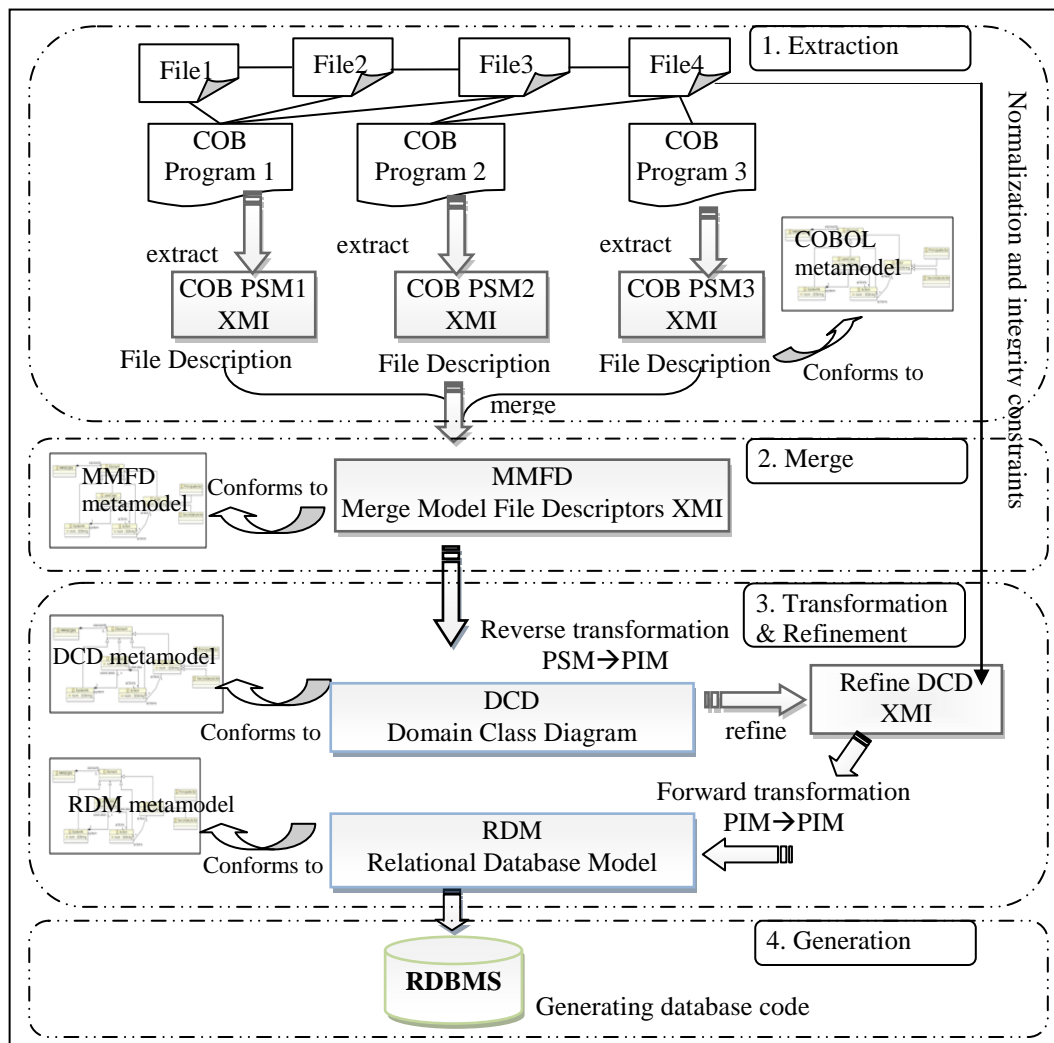 1. Extraction
File1
File2
File3
File4
COB
Program 1
COB
Program 2
COB
Program 3
Normalization and integrity constraints
extract
extract
extract
COBOL
metamodel
COB PSM1
XMI
COB PSM2
XMI
COB PSM3
XMI
File Description
File Description
File Description
Conforms to
merge
2. Merge
MMFD
metamodel
Conforms to
MMFD
Merge Model File Descriptors XMI
3. Transformation
& Refinement
Reverse transformation
PSM→PIM
DCD metamodel
Conforms to
DCD
Domain Class Diagram
refine
Refine DCD
XMI
Forward transformation
PIM→PIM
RDM metamodel
Conforms to
RDM
Relational Database Model
4. Generation
RDBMS
Generating database code